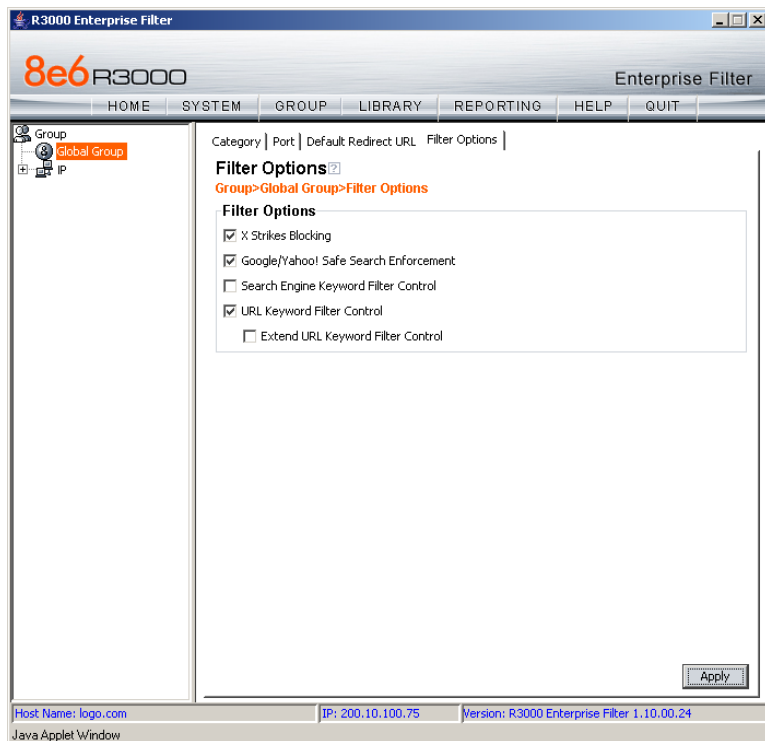 R3000 Enterprise Filter
8e6 R3000
Enterprise Filter
HOME SYSTEM GROUP LIBRARY REPORTING HELP QUIT
Group
Global Group
IP
Category Port Default Redirect URL Filter Options
Filter Options?
Group>Global Group>Filter Options
Filter Options
X Strikes Blocking
Google/Yahoo! Safe Search Enforcement
Search Engine Keyword Filter Control
URL Keyword Filter Control
Extend URL Keyword Filter Control
Apply
Host Name: logo.com IP: 200.10.100.75 Version: R3000 Enterprise Filter 1.10.00.24
Java Applet Window